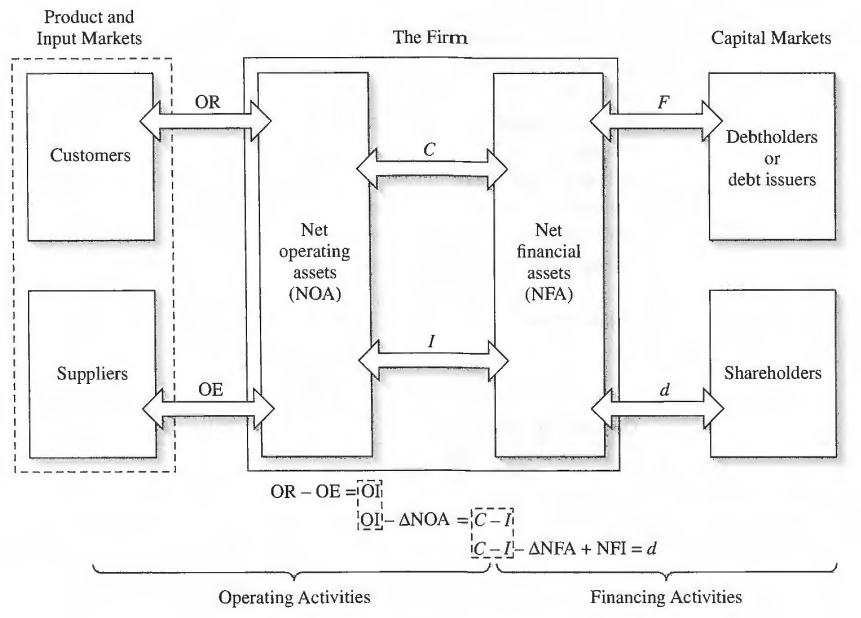 Product and
Input Markets
The Firm
Capital Markets
OR
F
Customers
C
Debtholders
or
debt issuers
Net
operating
assets
(NOA)
Net
financial
assets
(NFA)
I
Suppliers
OE
d
Shareholders
OR – OE = OI
OI – ΔNOA = C – I
C – I – ΔNFA + NFI = d
Operating Activities
Financing Activities